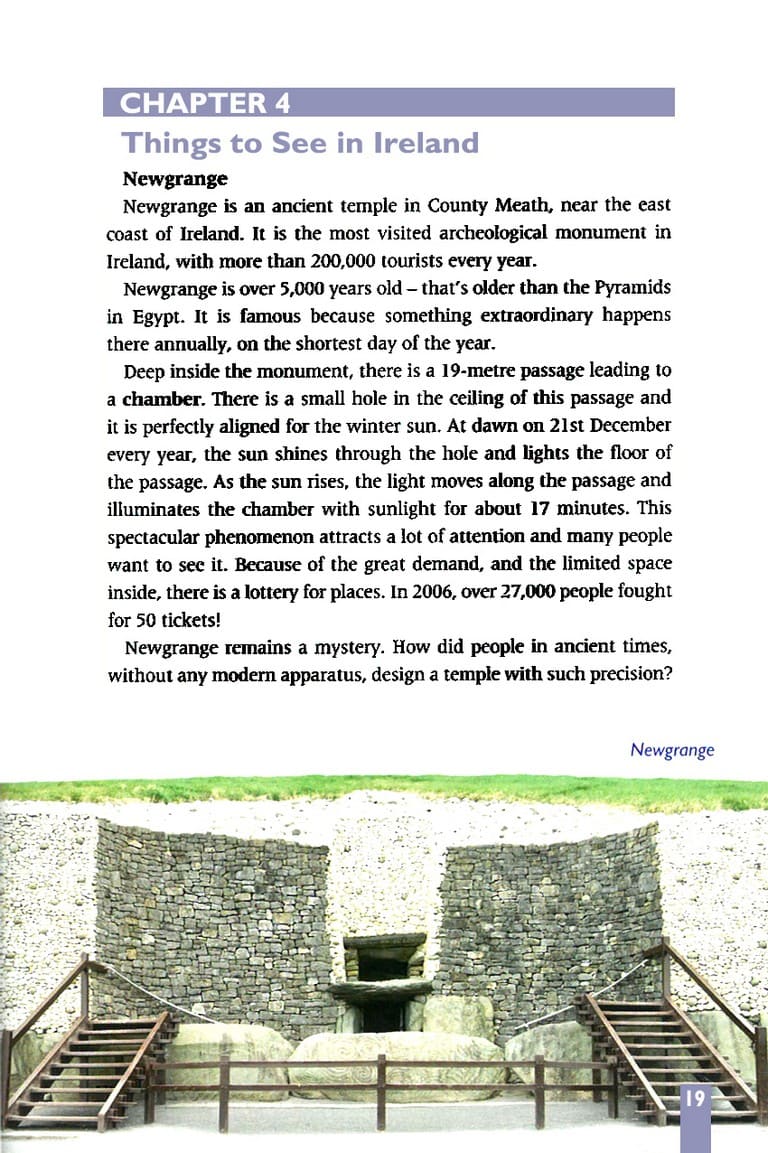 CHAPTER 4
Things to See in Ireland
Newgrange
Newgrange is an ancient temple in County Meath, near the east
coast of Ireland. It is the most visited archeological monument in
Ireland, with more than 200,000 tourists every year.
Newgrange is over 5,000 years old – that's older than the Pyramids
in Egypt. It is famous because something extraordinary happens
there annually, on the shortest day of the year.
Deep inside the monument, there is a 19-metre passage leading to
a chamber. There is a small hole in the ceiling of this passage and
it is perfectly aligned for the winter sun. At dawn on 21st December
every year, the sun shines through the hole and lights the floor of
the passage. As the sun rises, the light moves along the passage and
illuminates the chamber with sunlight for about 17 minutes. This
spectacular phenomenon attracts a lot of attention and many people
want to see it. Because of the great demand, and the limited space
inside, there is a lottery for places. In 2006, over 27,000 people fought
for 50 tickets!
Newgrange remains a mystery. How did people in ancient times,
without any modern apparatus, design a temple with such precision?
Newgrange
19